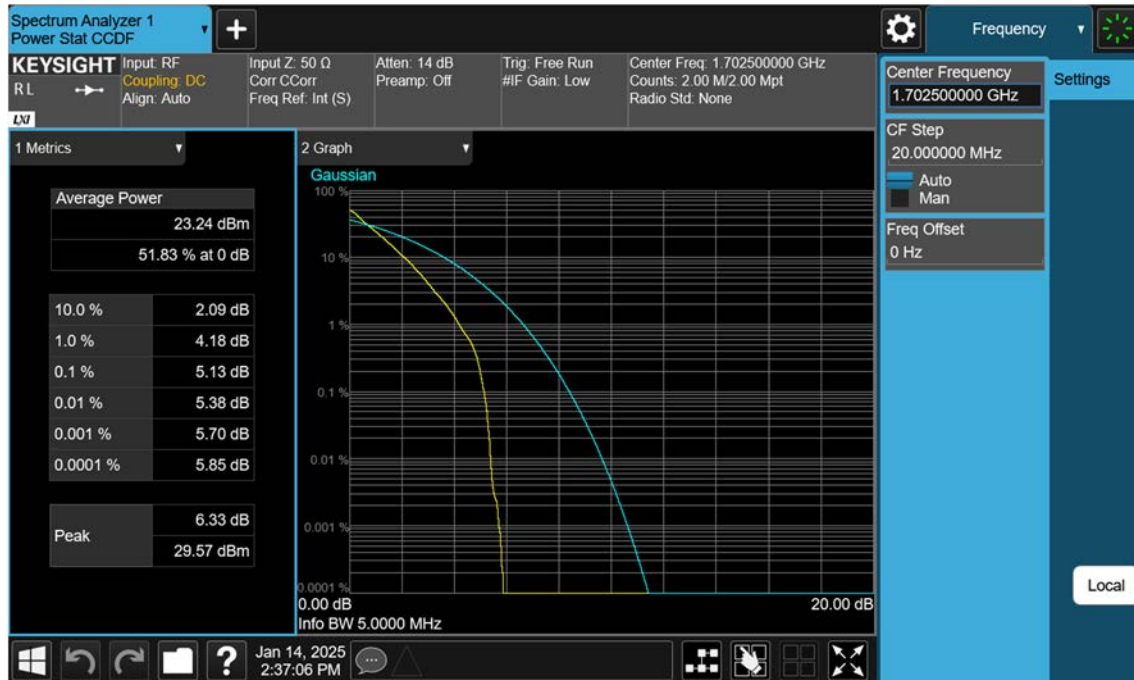 Spectrum Analyzer 1
Power Stat CCDF
Frequency
KEYSIGHT
R L
LXI
Input: RF
Coupling: DC
Align: Auto
Input Z: 50 Ω
Corr CCorr
Freq Ref: Int (S)
Atten: 14 dB
Preamp: Off
Trig: Free Run
#IF Gain: Low
Center Freq: 1.702500000 GHz
Counts: 2.00 M/2.00 Mpt
Radio Std: None
Center Frequency
1.702500000 GHz
Settings
CF Step
20.000000 MHz
Auto
Man
Freq Offset
0 Hz
Local
1 Metrics
Average Power
23.24 dBm
51.83 % at 0 dB
10.0 % 2.09 dB
1.0 % 4.18 dB
0.1 % 5.13 dB
0.01 % 5.38 dB
0.001 % 5.70 dB
0.0001 % 5.85 dB
Peak
6.33 dB
29.57 dBm
2 Graph
Gaussian
100 %
10 %
1 %
0.1 %
0.01 %
0.001 %
0.0001 %
0.00 dB 20.00 dB
Info BW 5.0000 MHz
?
Jan 14, 2025
2:37:06 PM